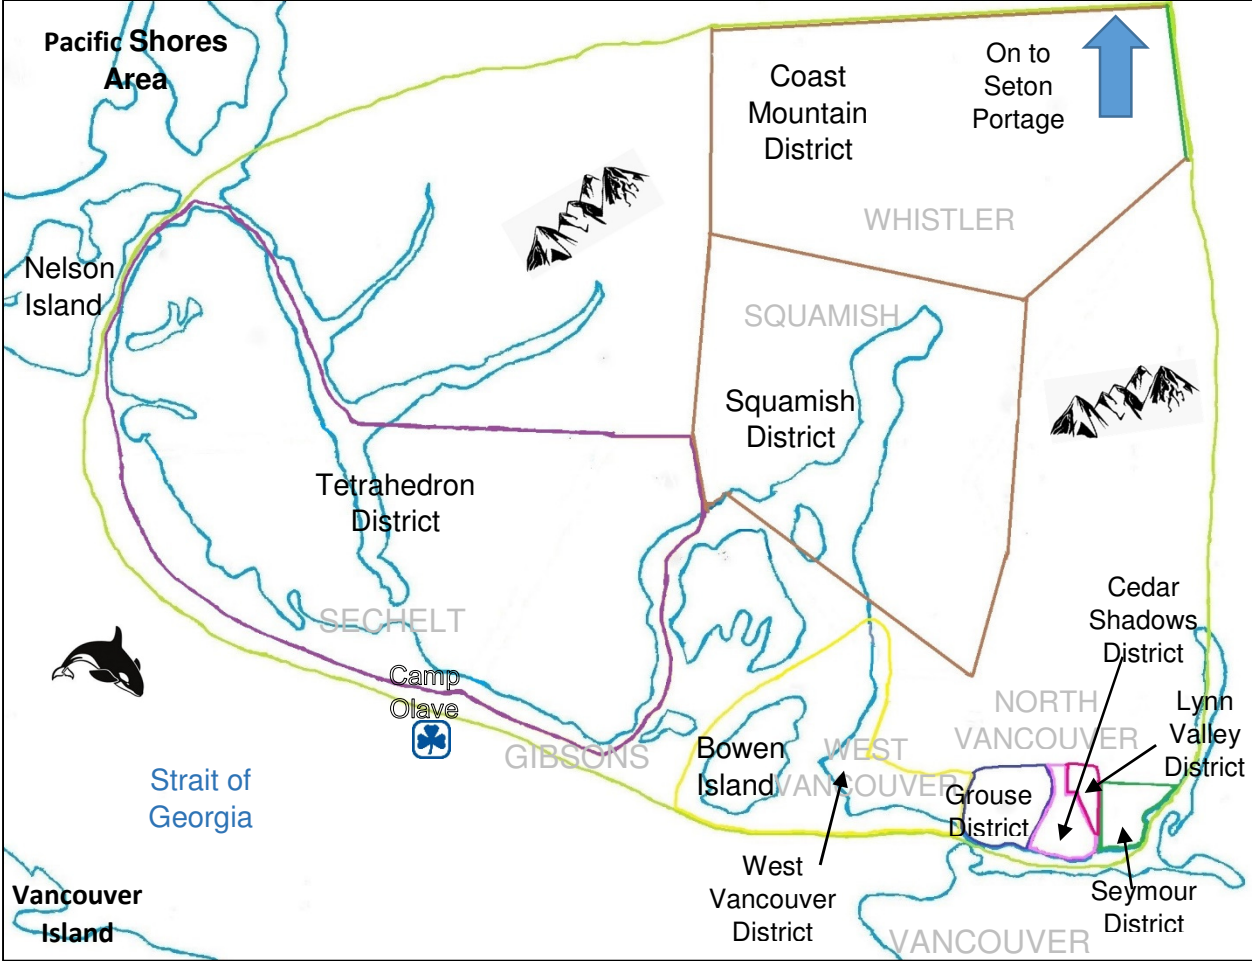 Pacific Shores
Area
Coast
Mountain
District
On to
Seton
Portage
WHISTLER
Nelson
Island
SQUAMISH
Squamish
District
Tetrahedron
District
Cedar
Shadows
District
SECHELT
Camp
Olave
NORTH
VANCOUVER
Lynn
Valley
District
GIBSONS
Bowen
Island
WEST
VANCOUVER
Strait of
Georgia
Grouse
District
West
Vancouver
District
Seymour
District
Vancouver
Island
VANCOUVER